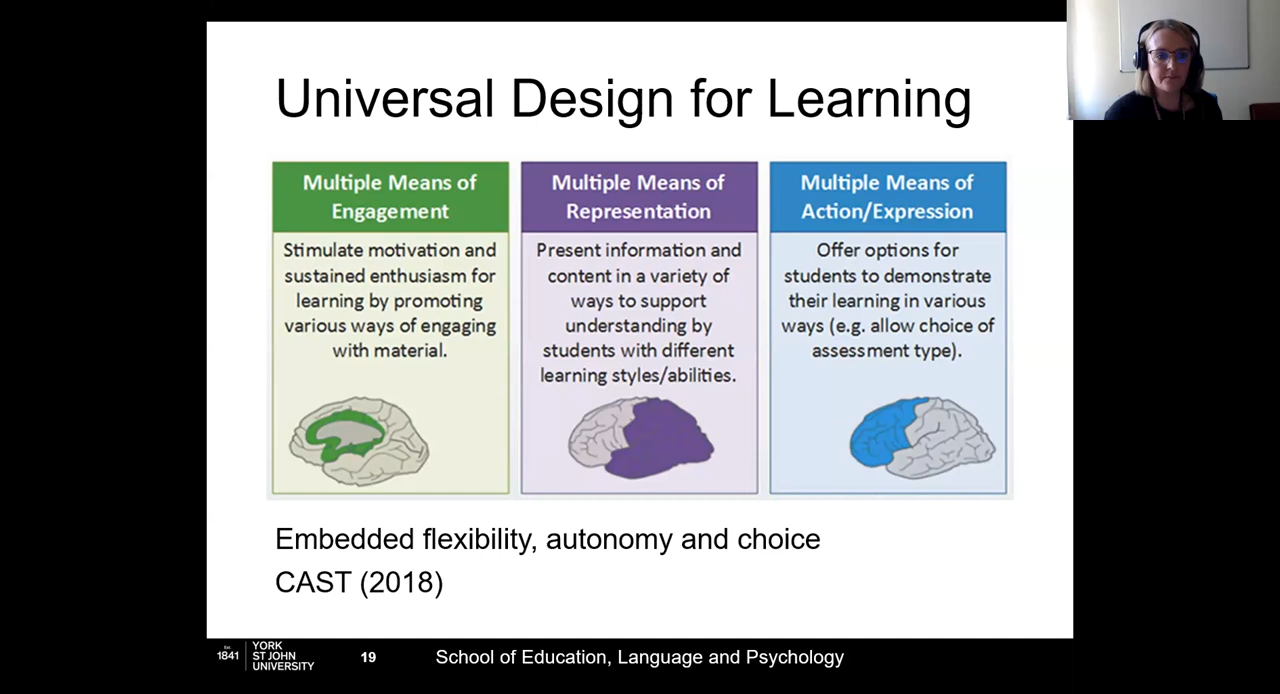 Universal Design for Learning
Multiple Means of
Engagement
Stimulate motivation and
sustained enthusiasm for
learning by promoting
various ways of engaging
with material.
Multiple Means of
Representation
Present information and
content in a variety of
ways to support
understanding by
students with different
learning styles/abilities.
Multiple Means of
Action/Expression
Offer options for
students to demonstrate
their learning in various
ways (e.g. allow choice of
assessment type).
Embedded flexibility, autonomy and choice
CAST (2018)
Est.
1841
YORK
ST JOHN
UNIVERSITY
19
School of Education, Language and Psychology